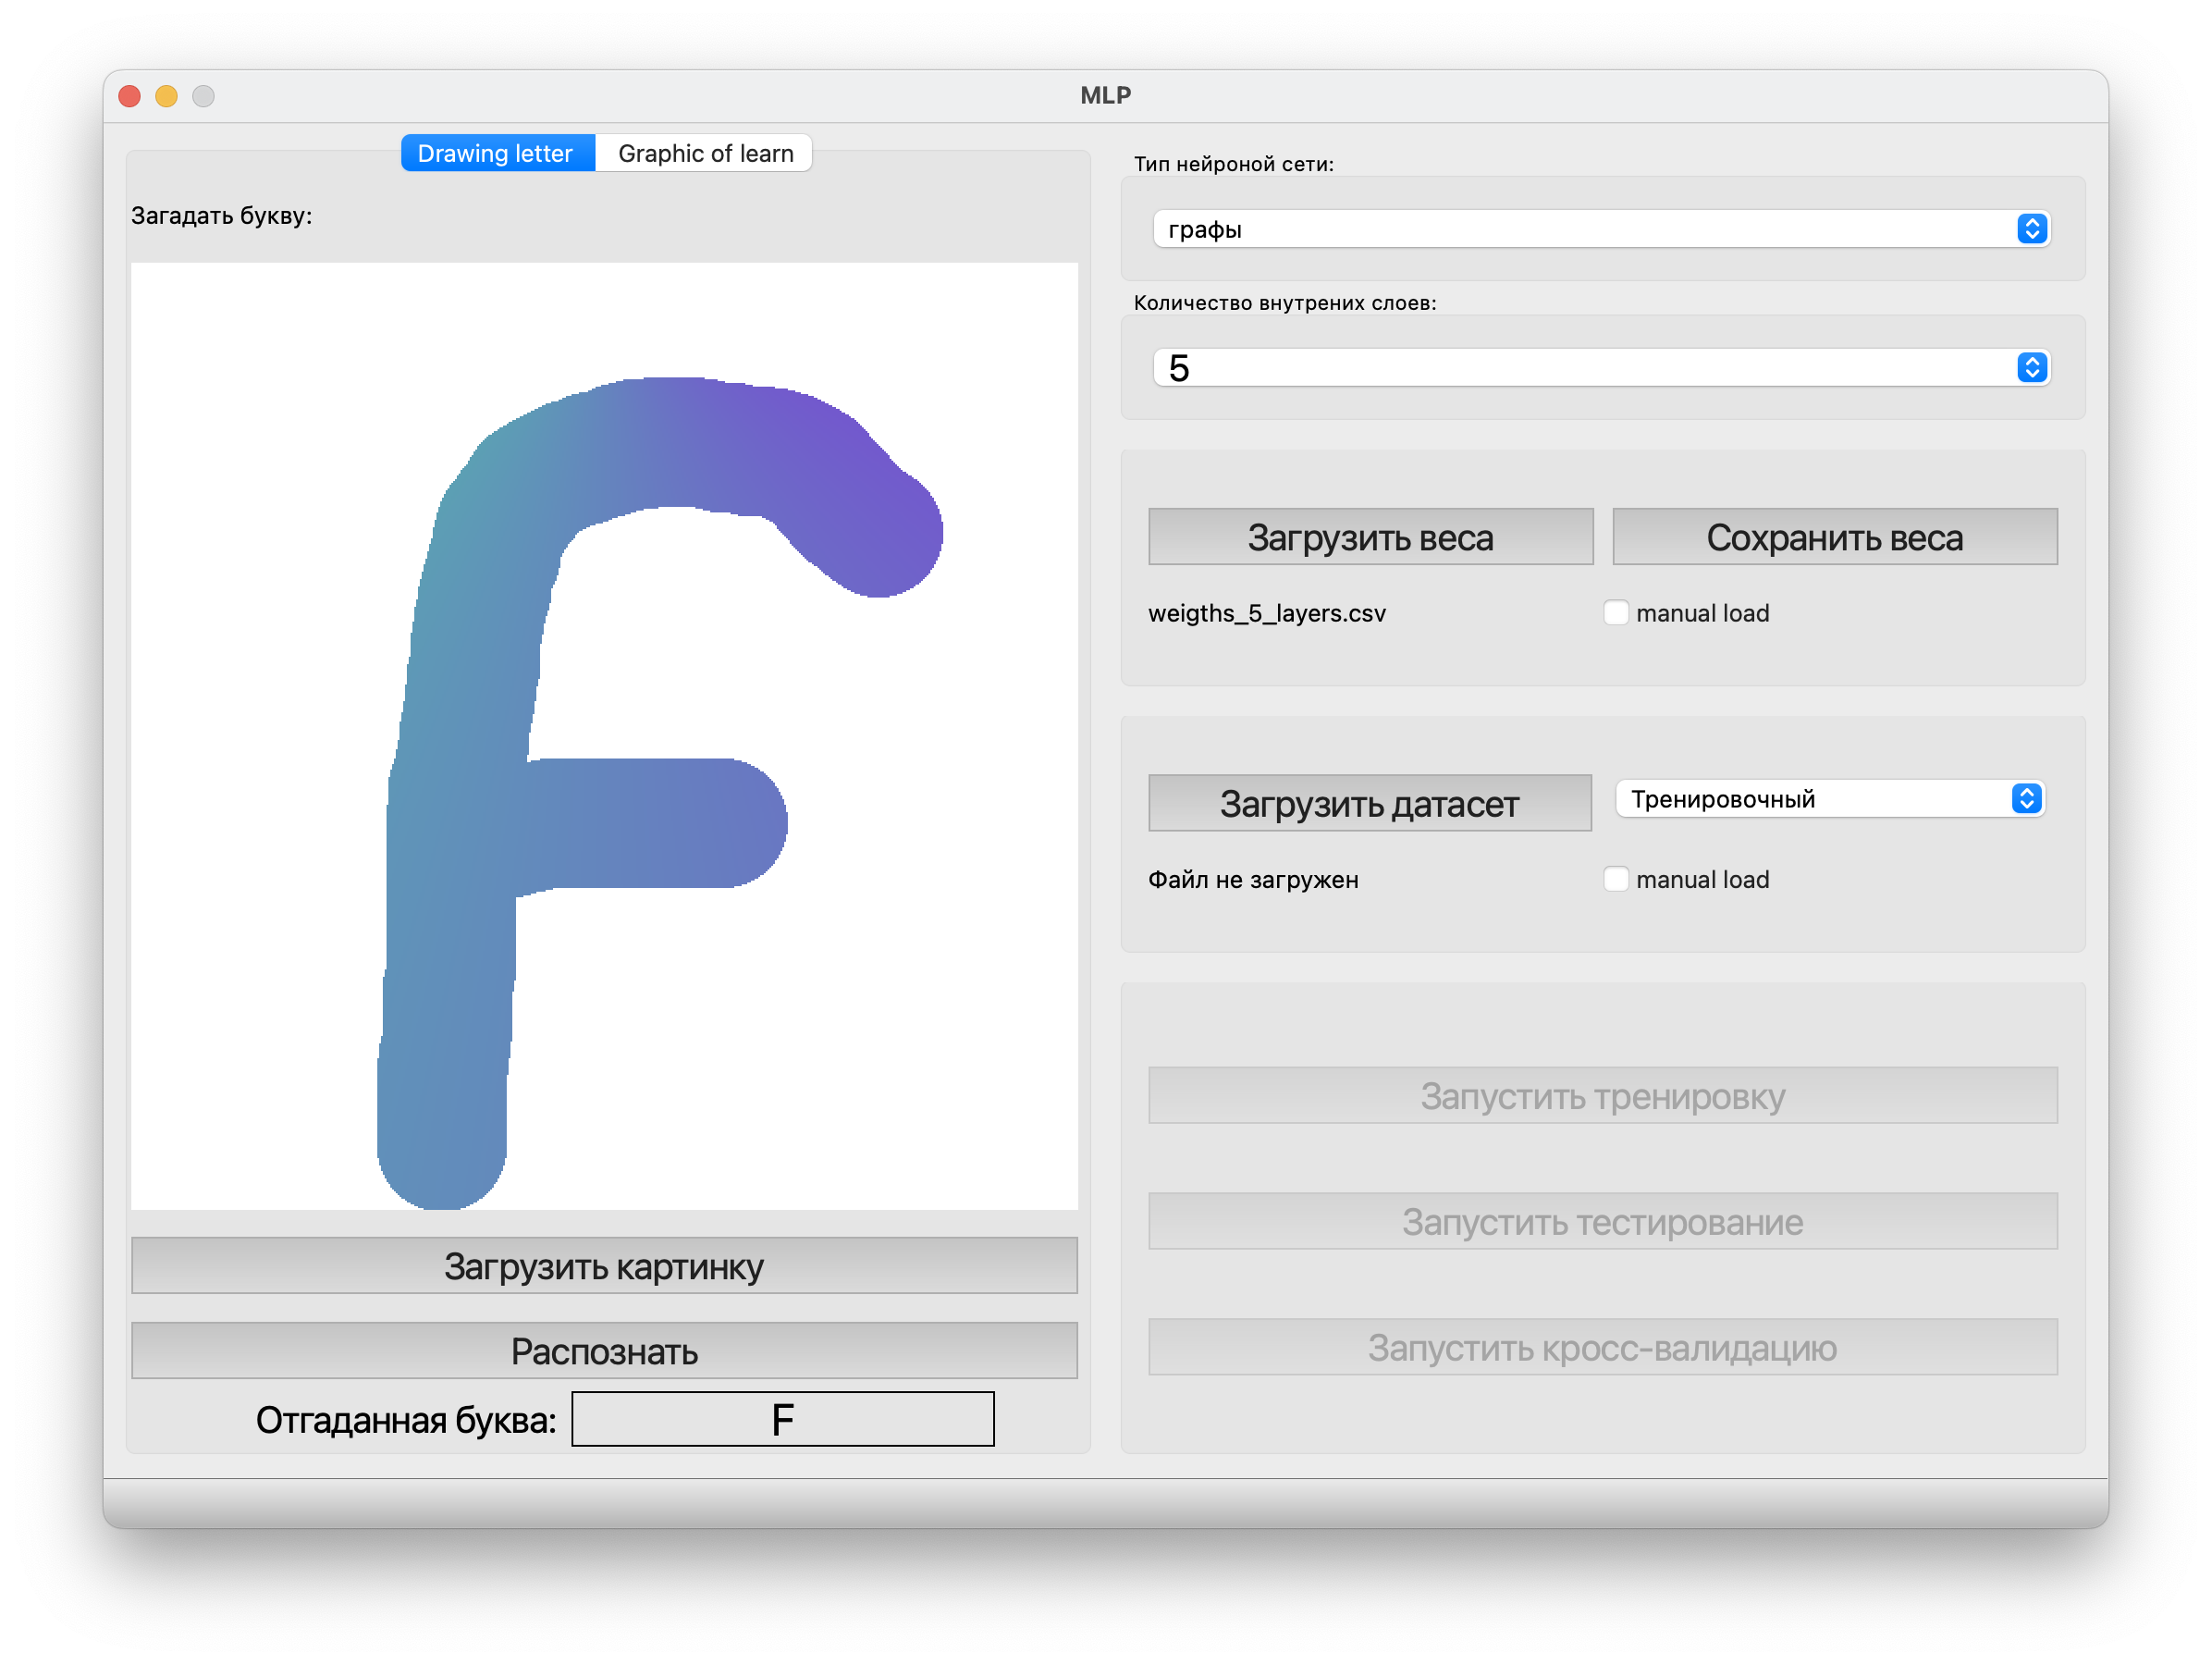 MLP
Drawing letter
Graphic of learn
Загадать букву:
F
Загрузить картинку
Распознать
Отгаданная буква:
F
Тип нейроной сети:
графы
Количество внутрених слоев:
5
Загрузить веса
Сохранить веса
weigths_5_layers.csv
manual load
Загрузить датасет
Тренировочный
Файл не загружен
manual load
Запустить тренировку
Запустить тестирование
Запустить кросс-валидацию